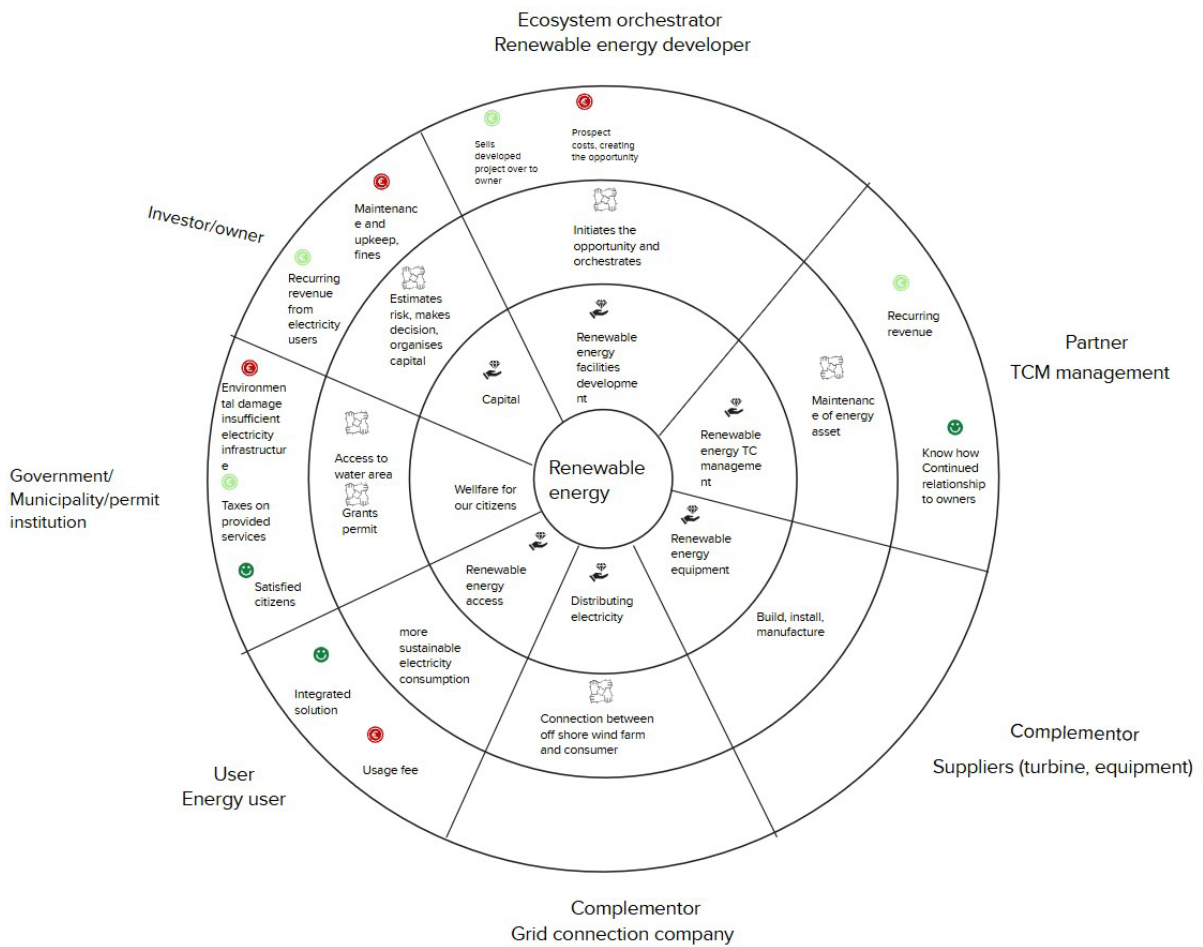 Ecosystem orchestrator
Renewable energy developer
Sells
developed
project over to
owner
Prospect
costs, creating
the opportunity
Initiates the
opportunity and
orchestrates
Renewable
energy
facilities
developme
nt
Investor/owner
Maintenanc
e and
upkeep,
fines
Recurring
revenue
from
electricity
users
Estimates
risk, makes
decision,
organises
capital
Capital
Partner
TCM management
Recurring
revenue
Know how
Continued
relationship
to owners
Maintenanc
e of energy
asset
Renewable
energy TC
manageme
nt
Renewable
energy
Government/
Municipality/permit
institution
Environmen
tal damage
insufficient
electricity
infrastructur
e
Taxes on
provided
services
Satisfied
citizens
Access to
water area
Grants
permit
Wellfare for
our citizens
Renewable
energy
access
Distributing
electricity
Renewable
energy
equipment
Build, install,
manufacture
more
sustainable
electricity
consumption
Connection between
off shore wind farm
and consumer
Integrated
solution
Usage fee
User
Energy user
Complementor
Suppliers (turbine, equipment)
Complementor
Grid connection company